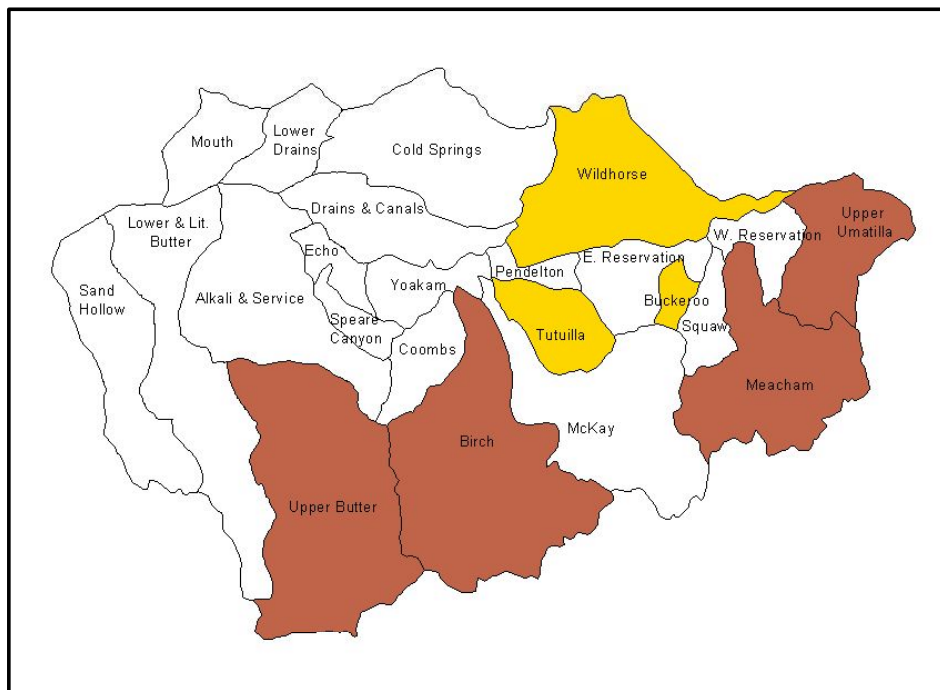 Mouth
Lower
Drains
Cold Springs
Wildhorse
Lower & Lit.
Butter
Drains & Canals
Upper
Umatilla
Echo
E. Reservation
W. Reservation
Pendelton
Sand
Hollow
Alkali & Service
Yoakam
Buckeroo
Speare
Canyon
Squaw
Tutuilla
Coombs
Meacham
McKay
Birch
Upper Butter